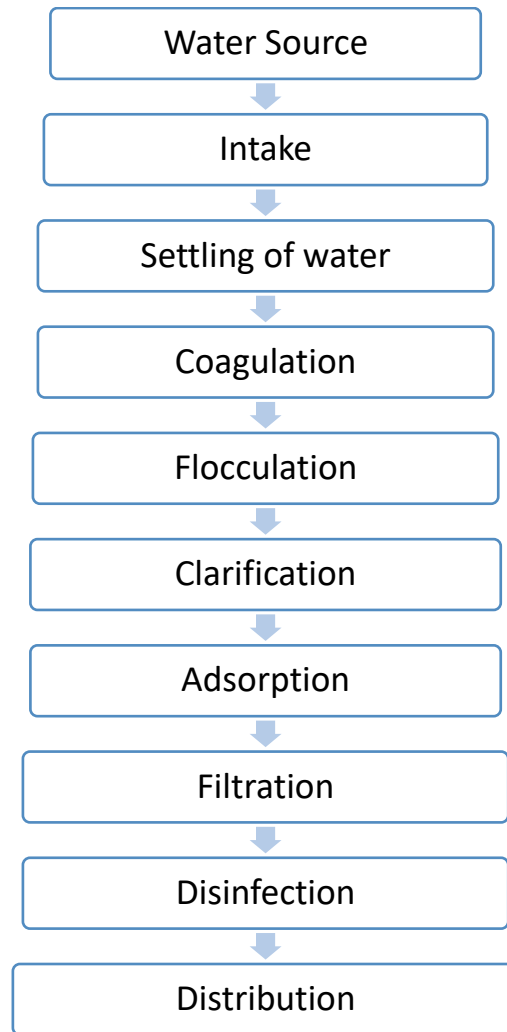 Water Source
Intake
Settling of water
Coagulation
Flocculation
Clarification
Adsorption
Filtration
Disinfection
Distribution